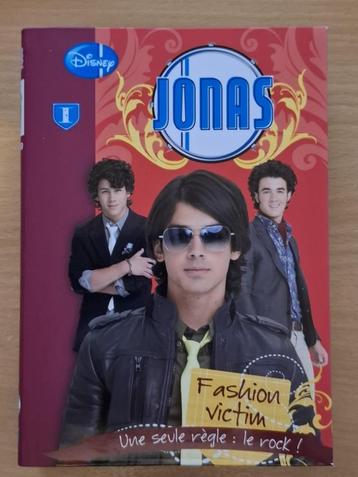 Disney
JONAS
1
Fashion
victim
Une seule règle : le rock !